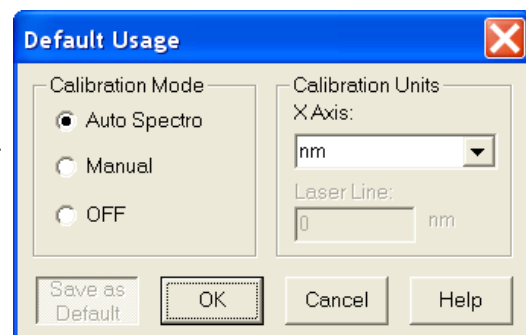 Default Usage
Calibration Mode
Auto Spectro
Manual
OFF
Calibration Units
X Axis:
nm
Laser Line:
0 nm
Save as
Default
OK
Cancel
Help